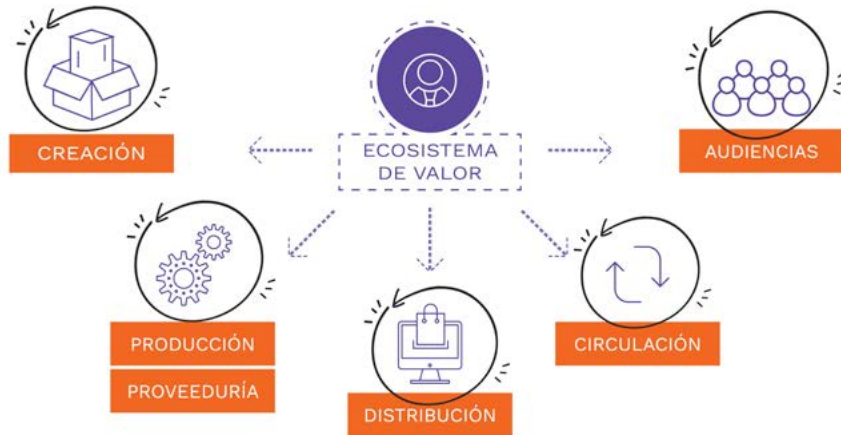 ECOSISTEMA
DE VALOR
CREACIÓN
AUDIENCIAS
PRODUCCIÓN
PROVEEDURÍA
DISTRIBUCIÓN
CIRCULACIÓN